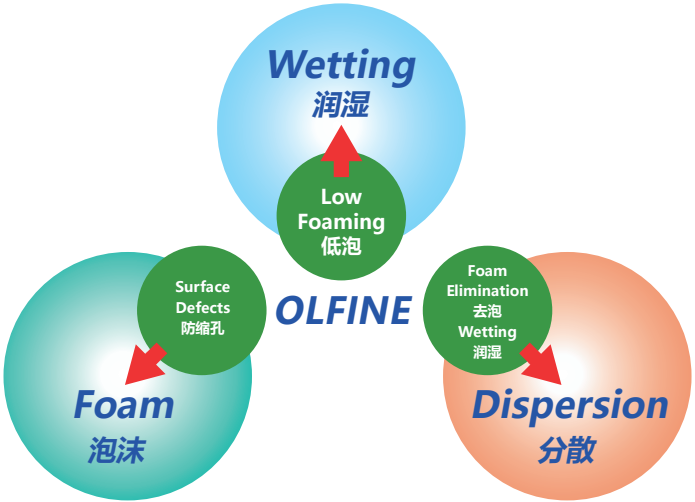 Wetting
润湿
Low
Foaming
低泡
Surface
Defects
防缩孔
OLFINE
Foam
Elimination
去泡
Wetting
润湿
Foam
泡沫
Dispersion
分散